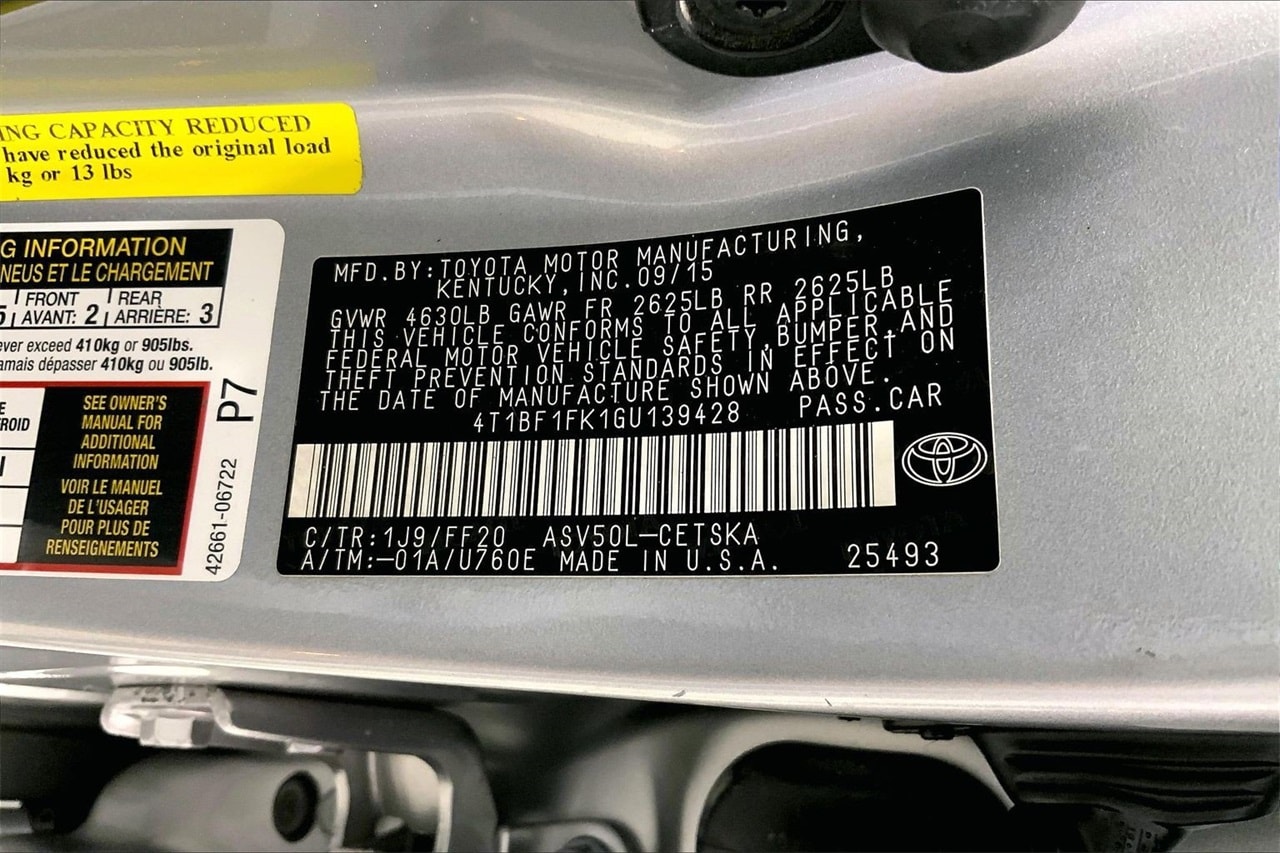 ING CAPACITY REDUCED
have reduced the original load
kg or 13 lbs
G INFORMATION
NEUS ET LE CHARGEMENT
5 FRONT REAR
AVANT: 2 ARRIÈRE: 3
ever exceed 410kg or 905lbs.
amais dépasser 410kg ou 905lb.
SEE OWNER'S
MANUAL FOR
ADDITIONAL
INFORMATION
VOIR LE MANUEL
DE L'USAGER
POUR PLUS DE
RENSEIGNEMENTS
P7
42661-06722
MFD.BY:TOYOTA MOTOR MANUFACTURING,
KENTUCKY,INC.09/15
GVWR 4630LB GAWR FR 2625LB RR 2625LB
THIS VEHICLE CONFORMS TO ALL APPLICABLE
FEDERAL MOTOR VEHICLE SAFETY,BUMPER,AND
THEFT PREVENTION STANDARDS IN EFFECT ON
THE DATE OF MANUFACTURE SHOWN ABOVE.
4T1BF1FK1GU139428 PASS.CAR
C/TR:1J9/FF20 ASV50L-CETSKA
A/TM:-01A/U760E MADE IN U.S.A. 25493